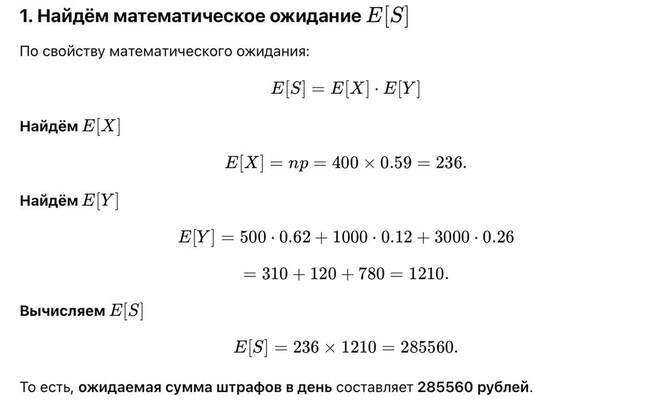 1. Найдём математическое ожидание E[S]
По свойству математического ожидания:
E[S] = E[X] · E[Y]
Найдём E[X]
E[X] = np = 400 × 0.59 = 236.
Найдём E[Y]
E[Y] = 500 · 0.62 + 1000 · 0.12 + 3000 · 0.26
= 310 + 120 + 780 = 1210.
Вычисляем E[S]
E[S] = 236 × 1210 = 285560.
То есть, ожидаемая сумма штрафов в день составляет 285560 рублей.